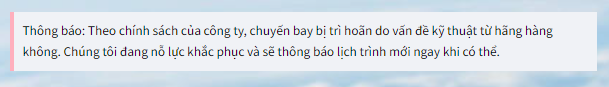 Thông báo: Theo chính sách của công ty, chuyến bay bị trì hoãn do vấn đề kỹ thuật từ hãng hàng
không. Chúng tôi đang nỗ lực khắc phục và sẽ thông báo lịch trình mới ngay khi có thể.